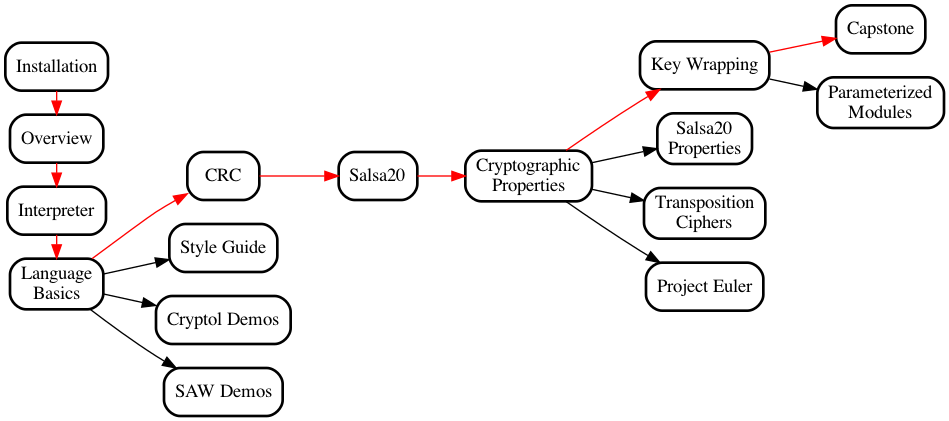 Installation
Overview
Interpreter
Language
Basics
CRC
Style Guide
Cryptol Demos
SAW Demos
Salsa20
Cryptographic
Properties
Key Wrapping
Salsa20
Properties
Transposition
Ciphers
Project Euler
Capstone
Parameterized
Modules